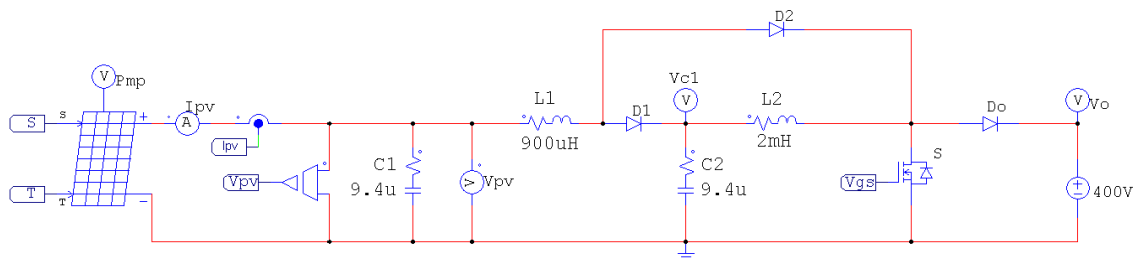 D2
V
Pmp
Vc1
V
L1
D1
L2
Do
V
Vo
S
s
+
Ipv
A
Ipv
900uH
2mH
C1
9.4u
Vpv
V
Vpv
C2
9.4u
S
Vgs
400V
T
T
-